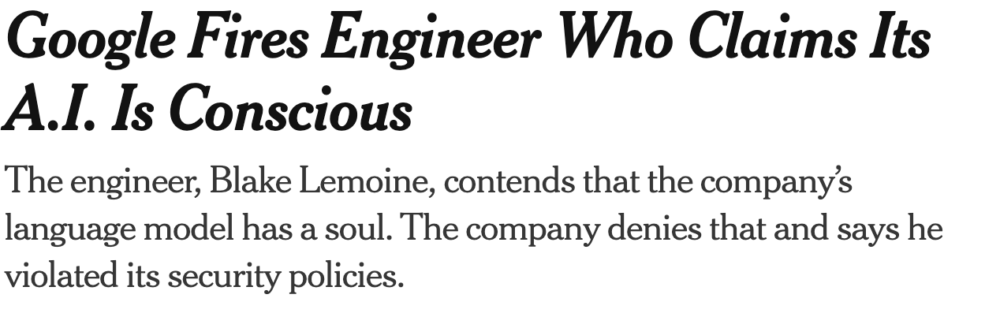 Google Fires Engineer Who Claims Its
A.I. Is Conscious
The engineer, Blake Lemoine, contends that the company’s
language model has a soul. The company denies that and says he
violated its security policies.